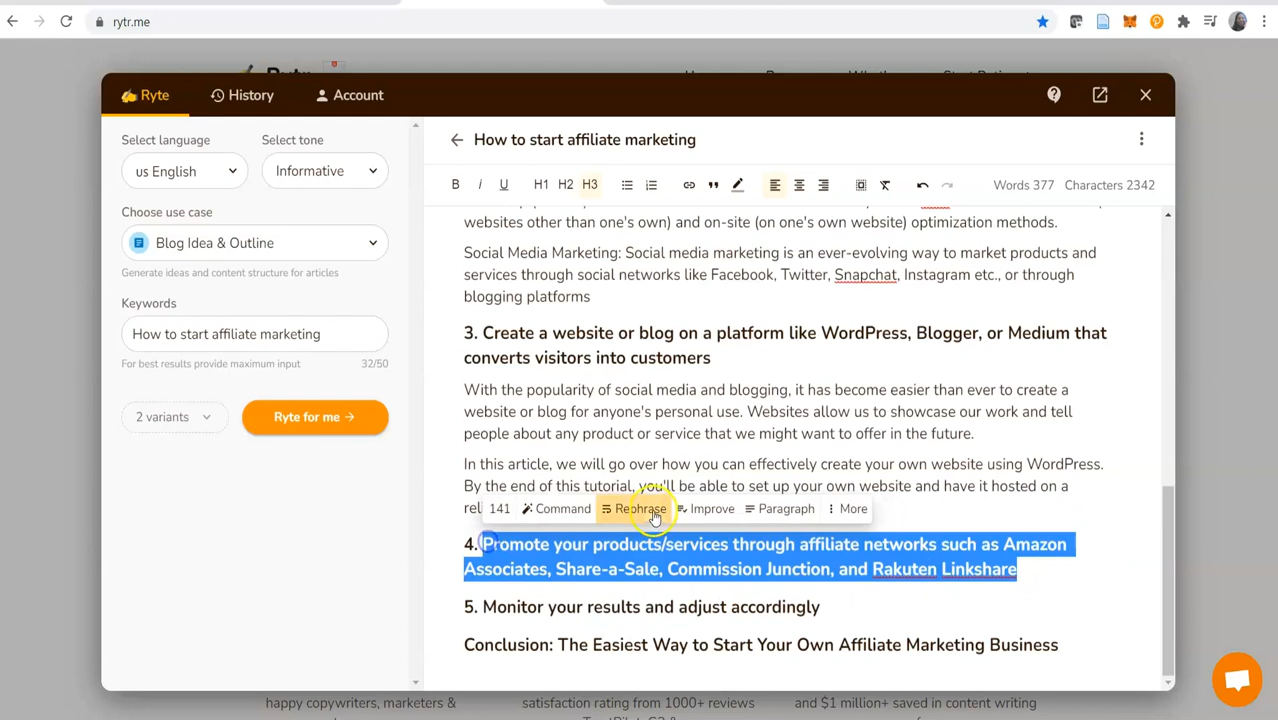 rytr.me
Ryte
History
Account
Select language
Select tone
us English
Informative
Choose use case
Blog Idea & Outline
Generate ideas and content structure for articles
Keywords
How to start affiliate marketing
For best results provide maximum input
32/50
2 variants
Ryte for me
How to start affiliate marketing
B i U H1 H2 H3
Words 377 Characters 2342
websites other than one's own) and on-site (on one's own website) optimization methods.
Social Media Marketing: Social media marketing is an ever-evolving way to market products and
services through social networks like Facebook, Twitter, Snapchat, Instagram etc., or through
blogging platforms
3. Create a website or blog on a platform like WordPress, Blogger, or Medium that
converts visitors into customers
With the popularity of social media and blogging, it has become easier than ever to create a
website or blog for anyone's personal use. Websites allow us to showcase our work and tell
people about any product or service that we might want to offer in the future.
In this article, we will go over how you can effectively create your own website using WordPress.
By the end of this tutorial, you'll be able to set up your own website and have it hosted on a
141 Command Rephrase Improve Paragraph More
4. Promote your products/services through affiliate networks such as Amazon
Associates, Share-a-Sale, Commission Junction, and Rakuten Linkshare
5. Monitor your results and adjust accordingly
Conclusion: The Easiest Way to Start Your Own Affiliate Marketing Business
happy copywriters, marketers &
satisfaction rating from 1000+ reviews
and $1 million+ saved in content writing